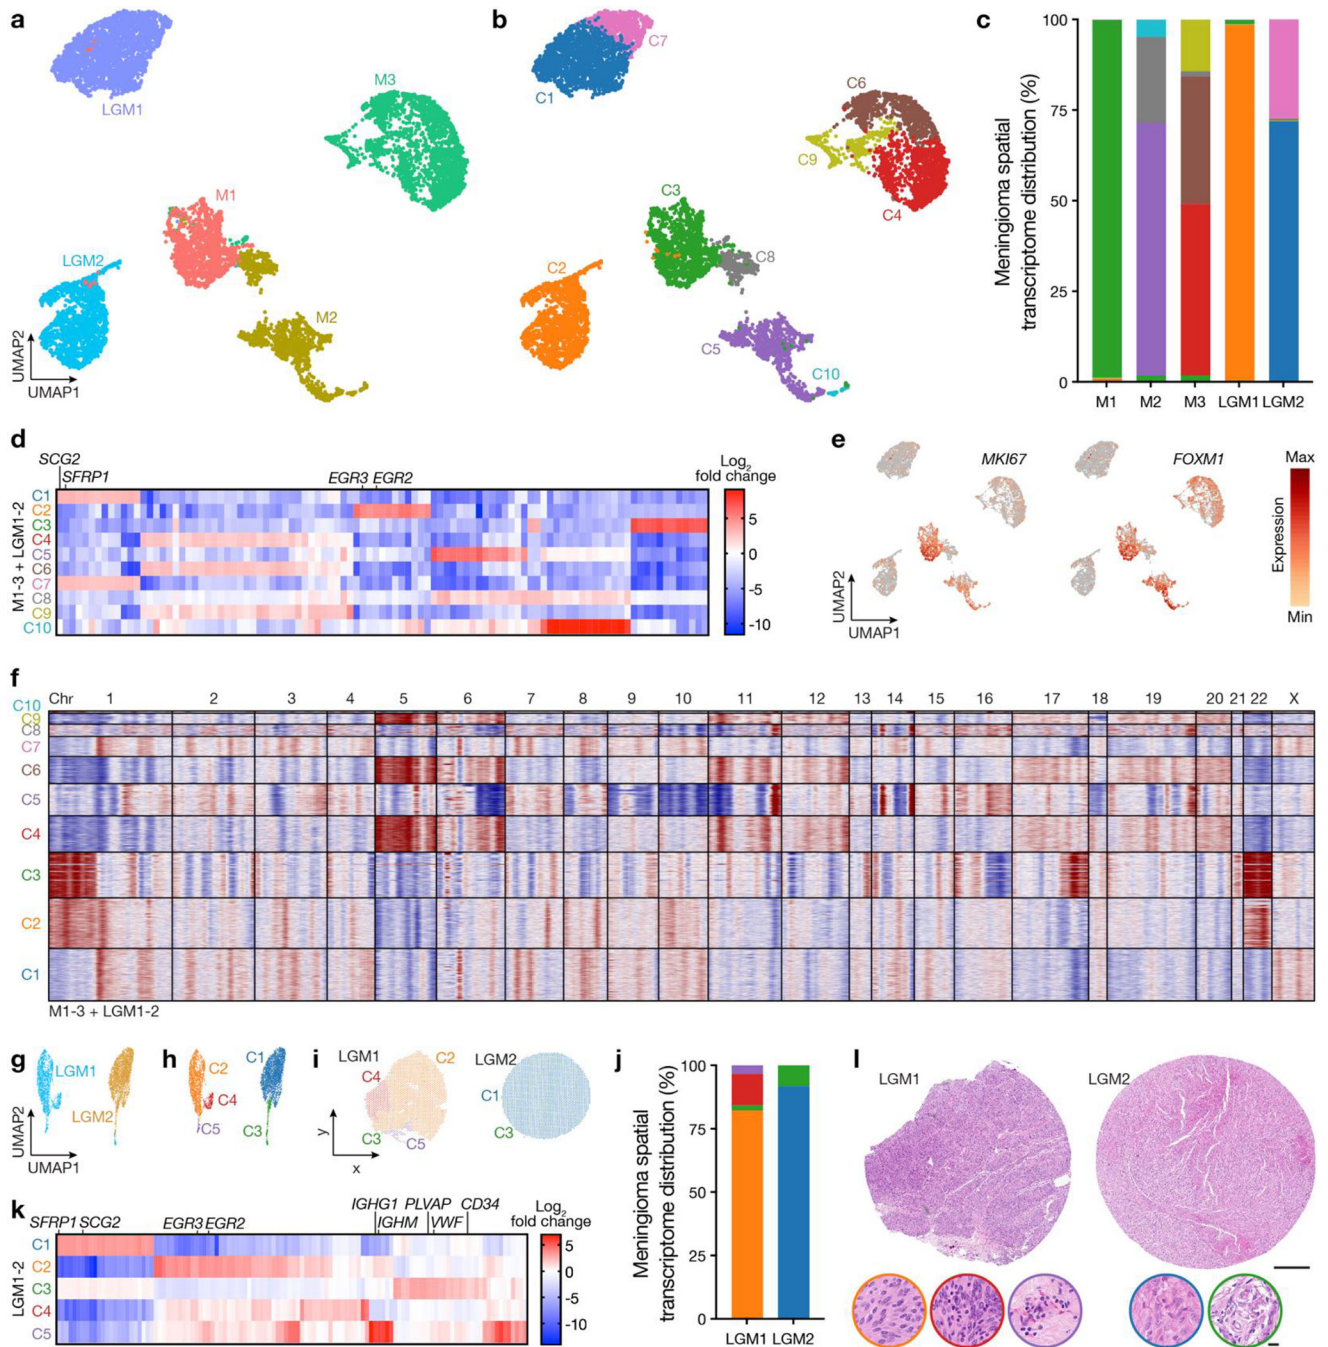 a
LGM1
M3
M1
LGM2
M2
UMAP2
UMAP1
b
C7
C1
C6
C9
C4
C3
C8
C2
C5
C10
c
Meningioma spatial
transcriptome distribution (%)
100
75
50
25
0
M1 M2 M3 LGM1 LGM2
d
SCG2
SFRP1
EGR3 EGR2
Log2
fold change
M1-3 + LGM1-2
C1
C2
C3
C4
C5
C6
C7
C8
C9
C10
5
0
-5
-10
e
MKI67
FOXM1
UMAP2
UMAP1
Max
Expression
Min
f
Chr 1 2 3 4 5 6 7 8 9 10 11 12 13 14 15 16 17 18 19 20 21 22 X
C10
C9
C8
C7
C6
C5
C4
C3
C2
C1
M1-3 + LGM1-2
g
LGM1
LGM2
UMAP2
UMAP1
h
C2
C1
C4
C5
C3
i
LGM1
C2
C4
C3
C5
y
x
LGM2
C1
C3
j
Meningioma spatial
transcriptome distribution (%)
100
75
50
25
0
LGM1 LGM2
k
IGHG1 PLVAP CD34
SFRP1 SCG2 EGR3 EGR2 IGHM VWF
Log2
fold change
LGM1-2
C1
C2
C3
C4
C5
5
0
-5
-10
l
LGM1
LGM2